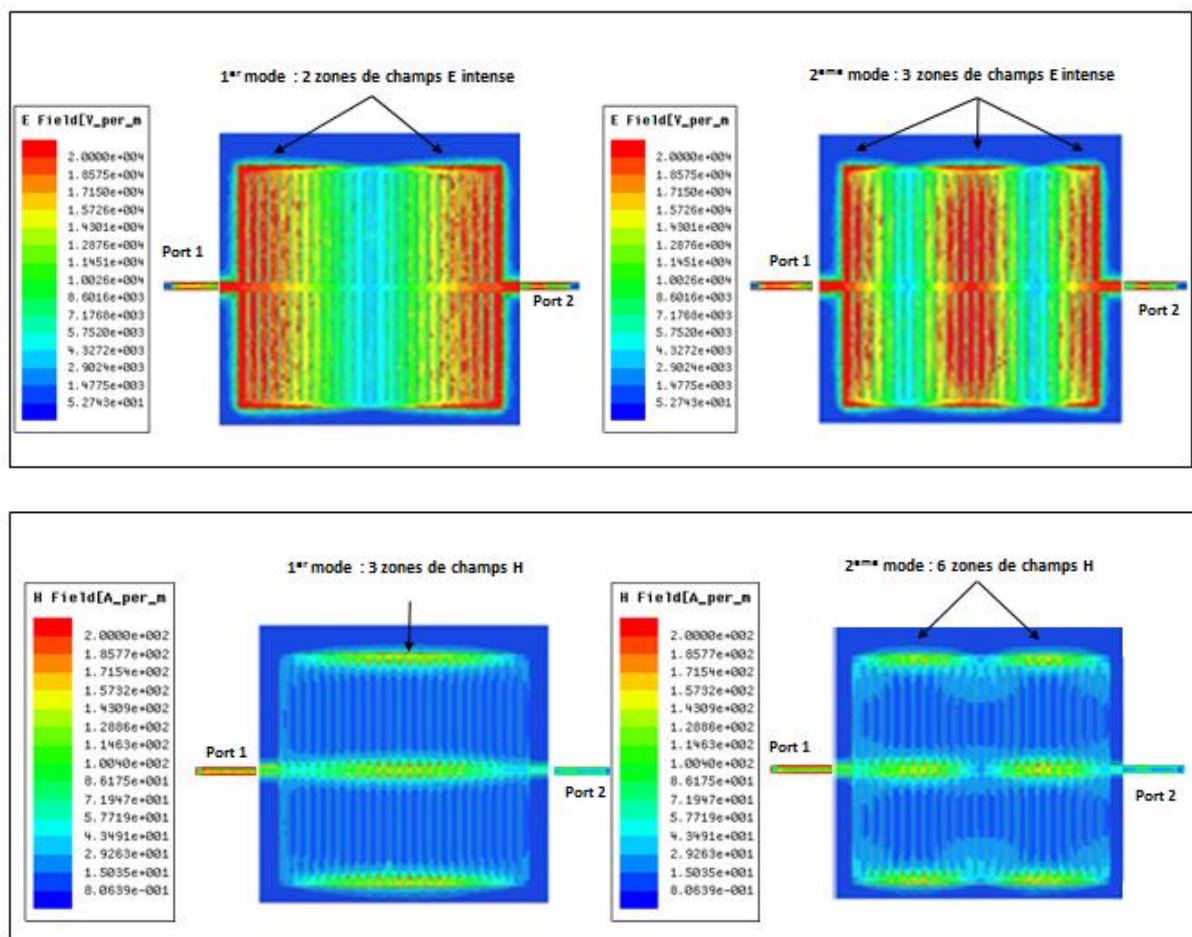 1er mode : 2 zones de champs E intense
2ème mode : 3 zones de champs E intense
E Field[V_per_m
2.0000e+004
1.8575e+004
1.7150e+004
1.5726e+004
1.4301e+004
1.2876e+004
1.1451e+004
1.0026e+004
8.6016e+003
7.1768e+003
5.7520e+003
4.3272e+003
2.9024e+003
1.4775e+003
5.2743e+001
Port 1
Port 2
E Field[V_per_m
2.0000e+004
1.8575e+004
1.7150e+004
1.5726e+004
1.4301e+004
1.2876e+004
1.1451e+004
1.0026e+004
8.6016e+003
7.1768e+003
5.7520e+003
4.3272e+003
2.9024e+003
1.4775e+003
5.2743e+001
Port 1
Port 2
1er mode : 3 zones de champs H
2ème mode : 6 zones de champs H
H Field[A_per_m
2.0000e+002
1.8577e+002
1.7154e+002
1.5732e+002
1.4309e+002
1.2886e+002
1.1463e+002
1.0040e+002
8.6175e+001
7.1947e+001
5.7719e+001
4.3491e+001
2.9263e+001
1.5035e+001
8.0639e-001
Port 1
Port 2
H Field[A_per_m
2.0000e+002
1.8577e+002
1.7154e+002
1.5732e+002
1.4309e+002
1.2886e+002
1.1463e+002
1.0040e+002
8.6175e+001
7.1947e+001
5.7719e+001
4.3491e+001
2.9263e+001
1.5035e+001
8.0639e-001
Port 1
Port 2